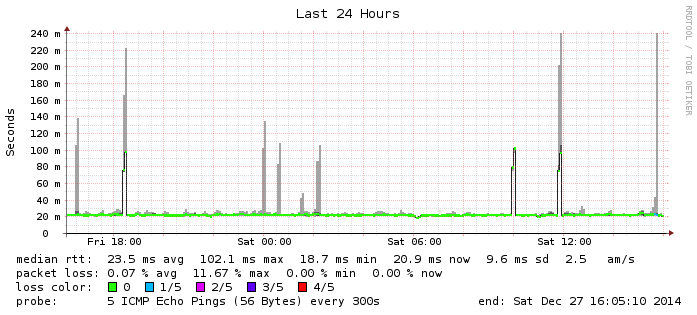 Last 24 Hours
RRDTOOL / TOBI OETIKER
Seconds
240 m
220 m
200 m
180 m
160 m
140 m
120 m
100 m
80 m
60 m
40 m
20 m
0
Fri 18:00 Sat 00:00 Sat 06:00 Sat 12:00
median rtt: 23.5 ms avg 102.1 ms max 18.7 ms min 20.9 ms now 9.6 ms sd 2.5 am/s
packet loss: 0.07 % avg 11.67 % max 0.00 % min 0.00 % now
loss color: 0 1/5 2/5 3/5 4/5
probe: 5 ICMP Echo Pings (56 Bytes) every 300s end: Sat Dec 27 16:05:10 2014